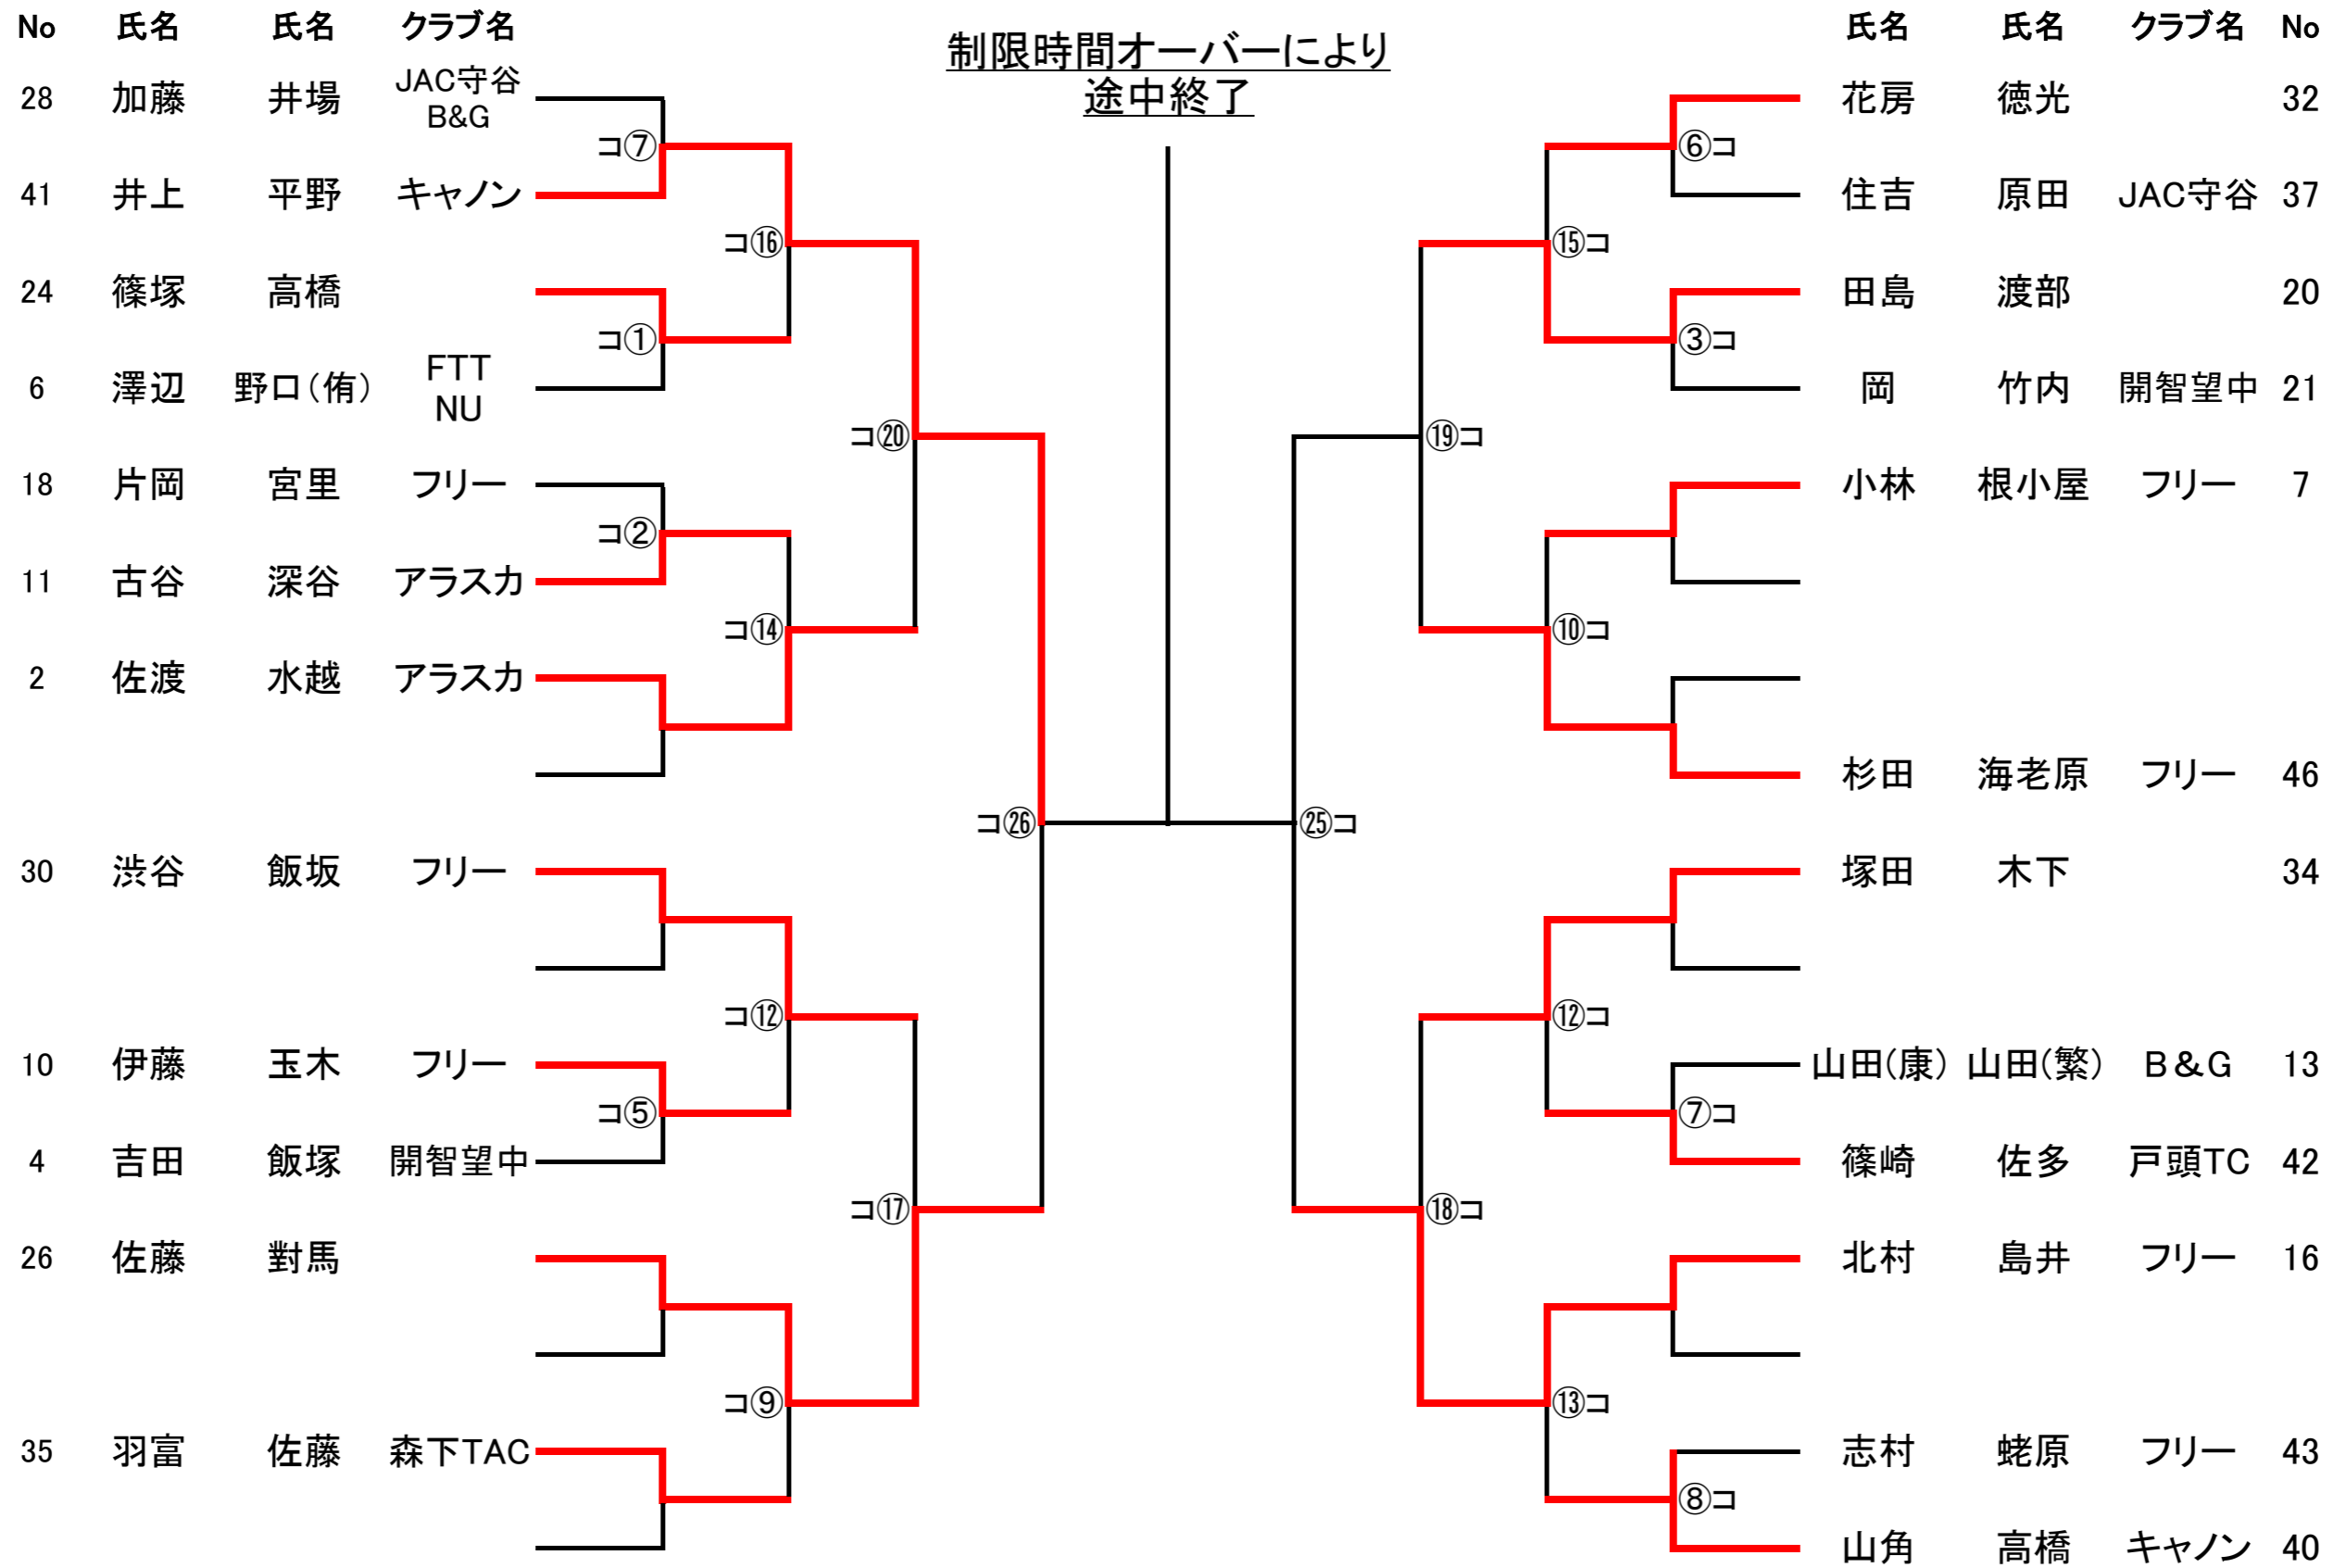 No 氏名 氏名 クラブ名
制限時間オーバーにより
途中終了
氏名 氏名 クラブ名 No
28 加藤 井場 JAC守谷
B&G
コ⑦
41 井上 平野 キャノン
コ⑯
24 篠塚 高橋
コ①
6 澤辺 野口(侑) FTT
NU
コ⑳
18 片岡 宮里 フリー
コ②
11 古谷 深谷 アラスカ
コ⑭
2 佐渡 水越 アラスカ
コ㉖
30 渋谷 飯坂 フリー
コ⑫
10 伊藤 玉木 フリー
コ⑤
4 吉田 飯塚 開智望中
コ⑰
26 佐藤 對馬
コ⑨
35 羽富 佐藤 森下TAC
花房 徳光 32
⑥コ
住吉 原田 JAC守谷 37
⑮コ
田島 渡部 20
③コ
岡 竹内 開智望中 21
⑲コ
小林 根小屋 フリー 7
⑩コ
杉田 海老原 フリー 46
㉕コ
塚田 木下 34
⑫コ
山田(康) 山田(繁) B&G 13
⑦コ
篠崎 佐多 戸頭TC 42
⑱コ
北村 島井 フリー 16
⑬コ
志村 蛯原 フリー 43
⑧コ
山角 高橋 キャノン 40